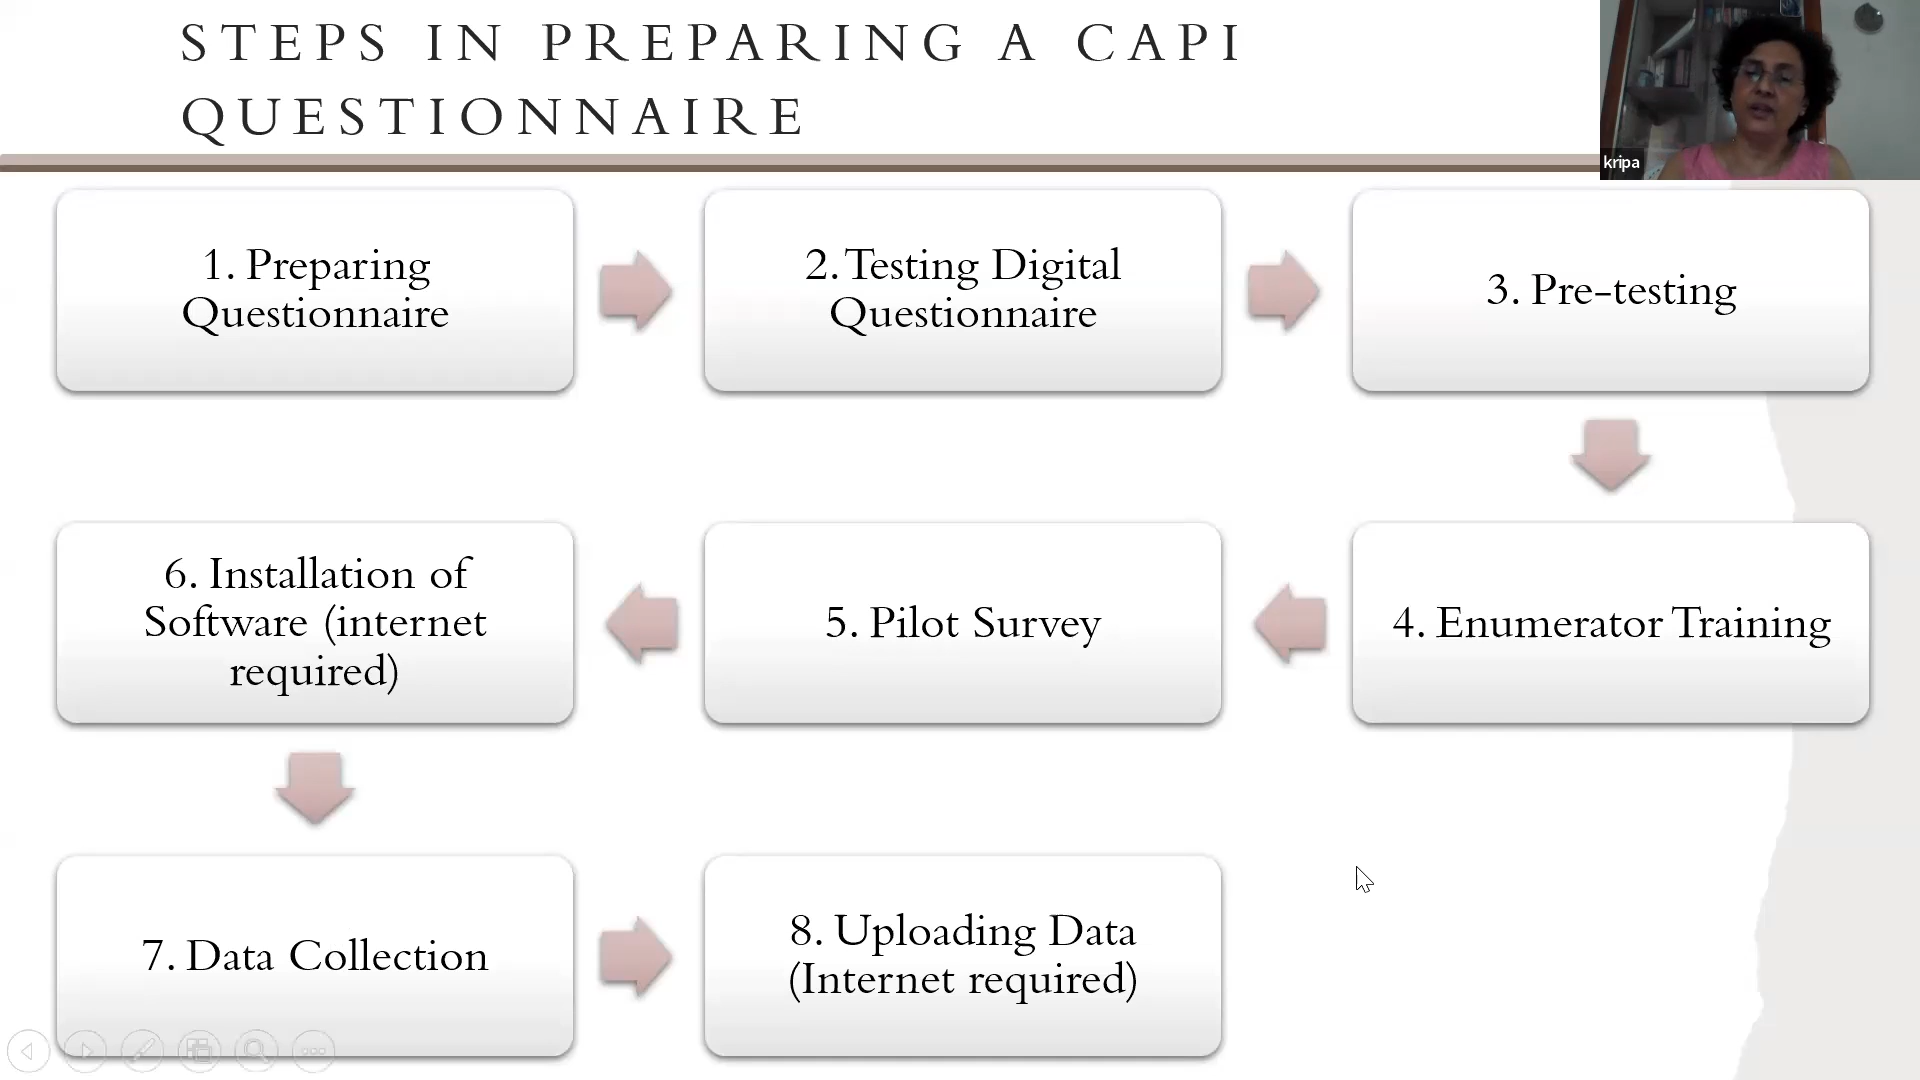 STEPS IN PREPARING A CAPI
QUESTIONNAIRE
kripa
1. Preparing
Questionnaire
2. Testing Digital
Questionnaire
3. Pre-testing
4. Enumerator Training
5. Pilot Survey
6. Installation of
Software (internet
required)
7. Data Collection
8. Uploading Data
(Internet required)